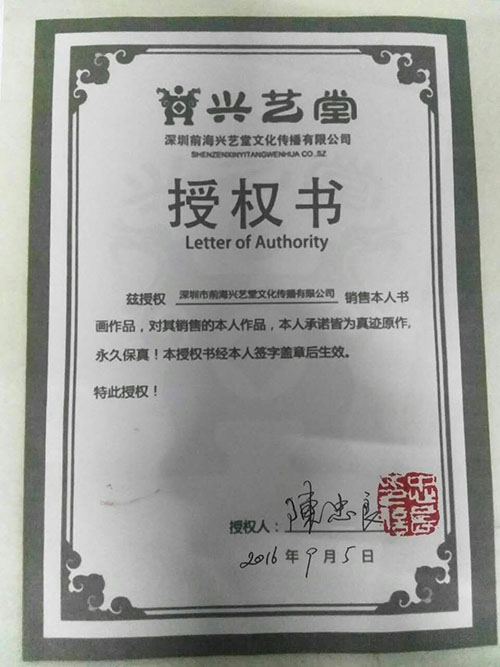 兴艺堂
深圳前海兴艺堂文化传播有限公司
SHENZENXINYITANGWENHUA CO.,SZ
授权书
Letter of Authority
兹授权 深圳市前海兴艺堂文化传播有限公司 销售本人书
画作品，对其销售的本人作品，本人承诺皆为真迹原作，
永久保真！本授权书经本人签字盖章后生效。
特此授权！
授权人：陳忠良
2016年9月5日